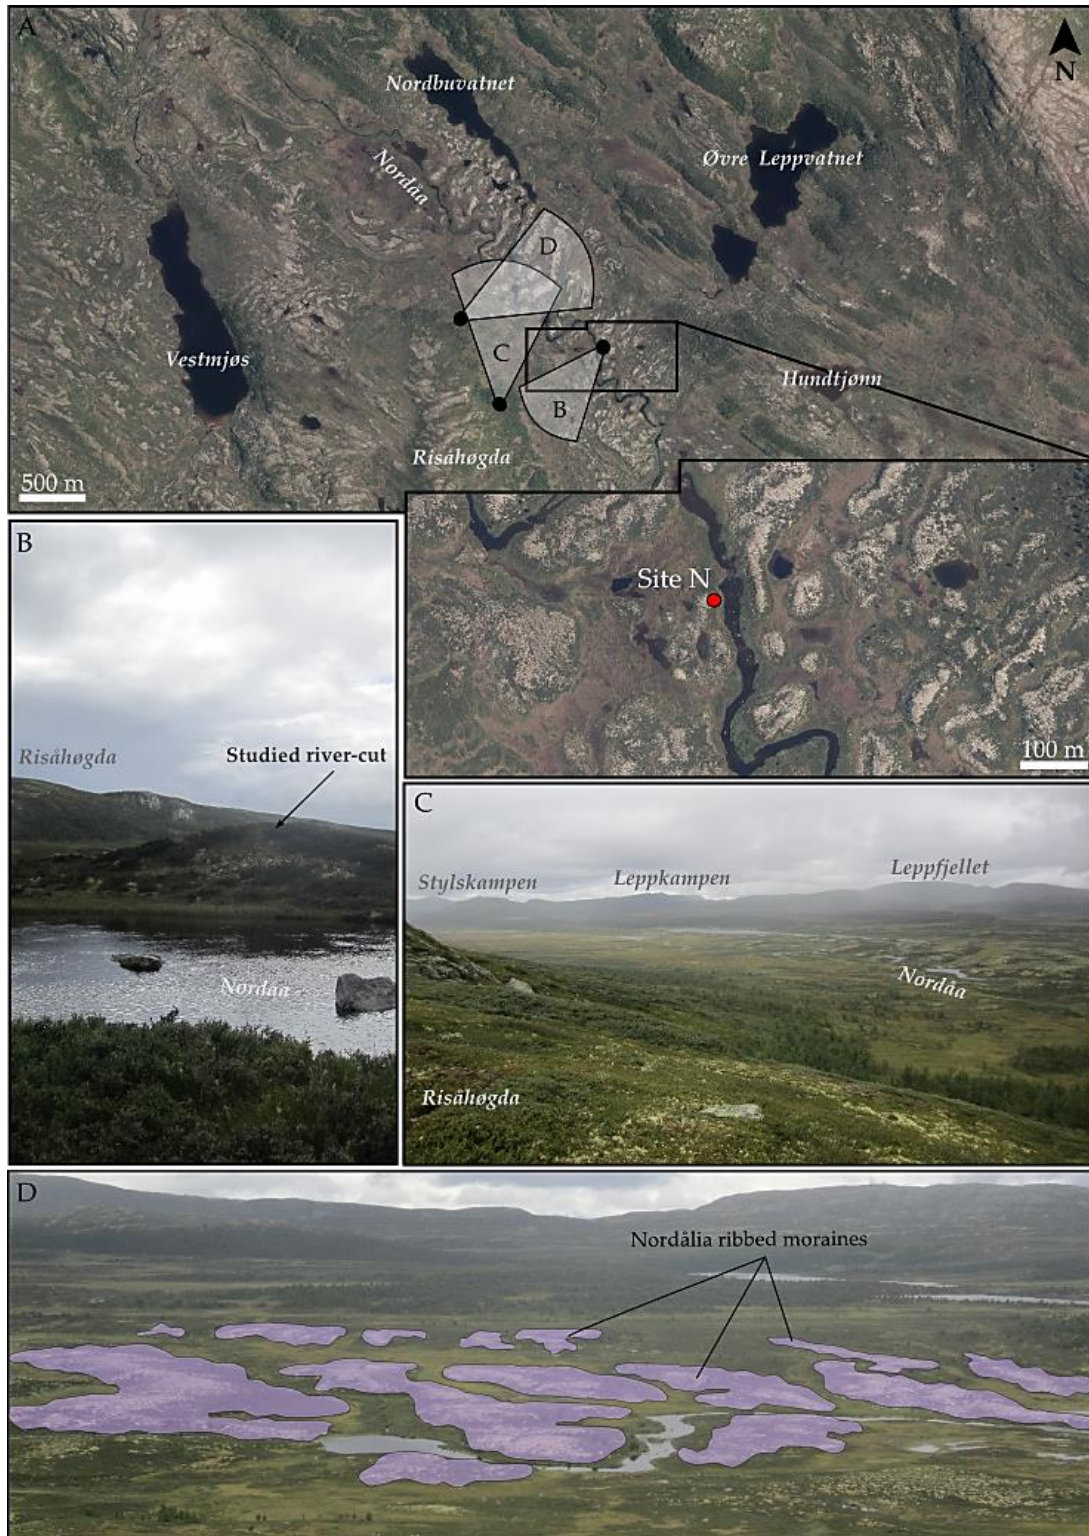 A
N
Nordbuvatnet
Nordåa
Øvre Leppvatnet
D
C
B
Vestmjøs
Hundtjønn
Risåhøgda
500 m
Site N
100 m
B
Risåhøgda
Studied river-cut
Nordåa
C
Stylskampen
Leppkampen
Leppfjellet
Nordåa
Risåhøgda
D
Nordålia ribbed moraines